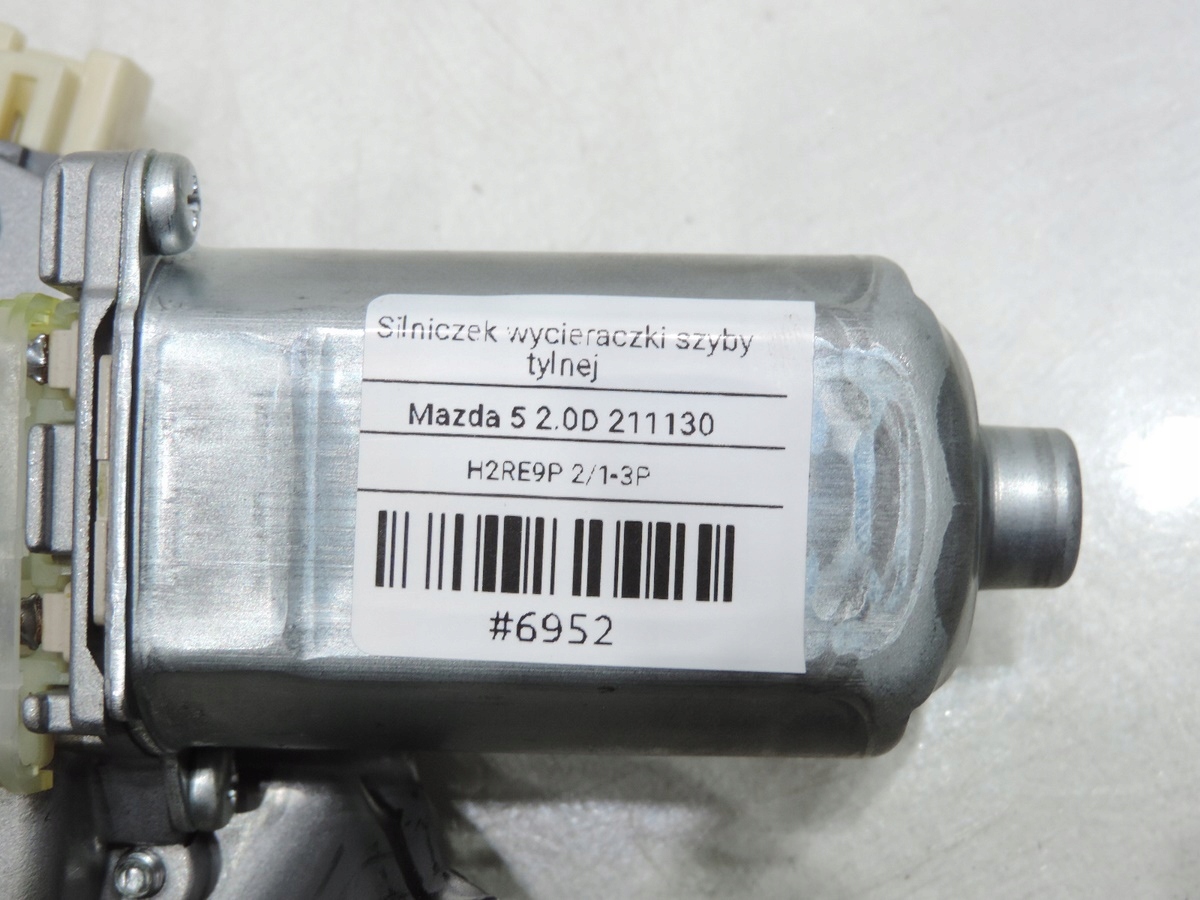 Silniczek wycieraczki szyby
tylnej
Mazda 5 2.0D 211130
H2RE9P 2/1-3P
#6952